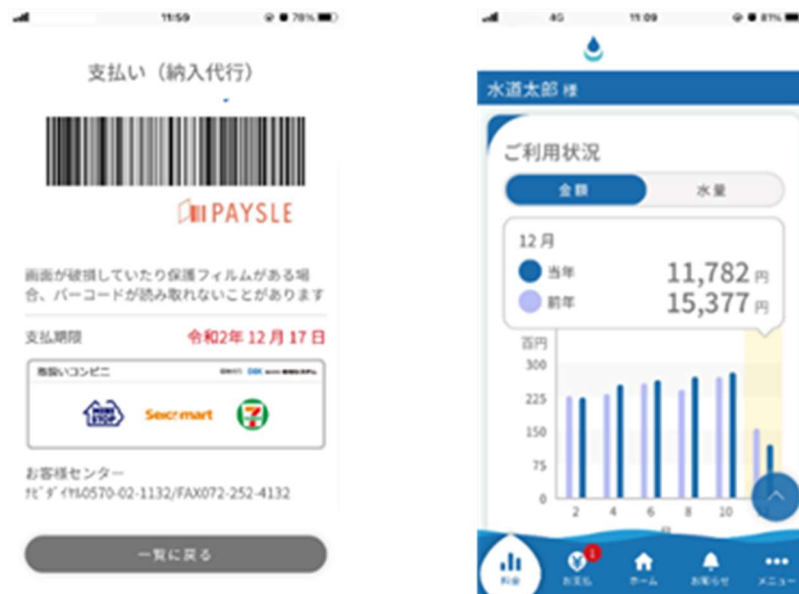 11:59
78%
支払い（納入代行）
PAYSLE
画面が破損していたり保護フィルムがある場
合、バーコードが読み取れないことがあります
支払期限 令和2年 12月 17日
取扱いコンビニ
MINI STOP Seicomart 7
お客様センター
ﾅﾋﾞﾀﾞｲﾔﾙ0570-02-1132/FAX072-252-4132
一覧に戻る
4G 11:09 81%
水道太郎 様
ご利用状況
金額 水量
12月
当年 11,782 円
前年 15,377 円
百円
300
225
150
75
0
2 4 6 8 10
月
料金 お支払 1 ホーム お知らせ メニュー